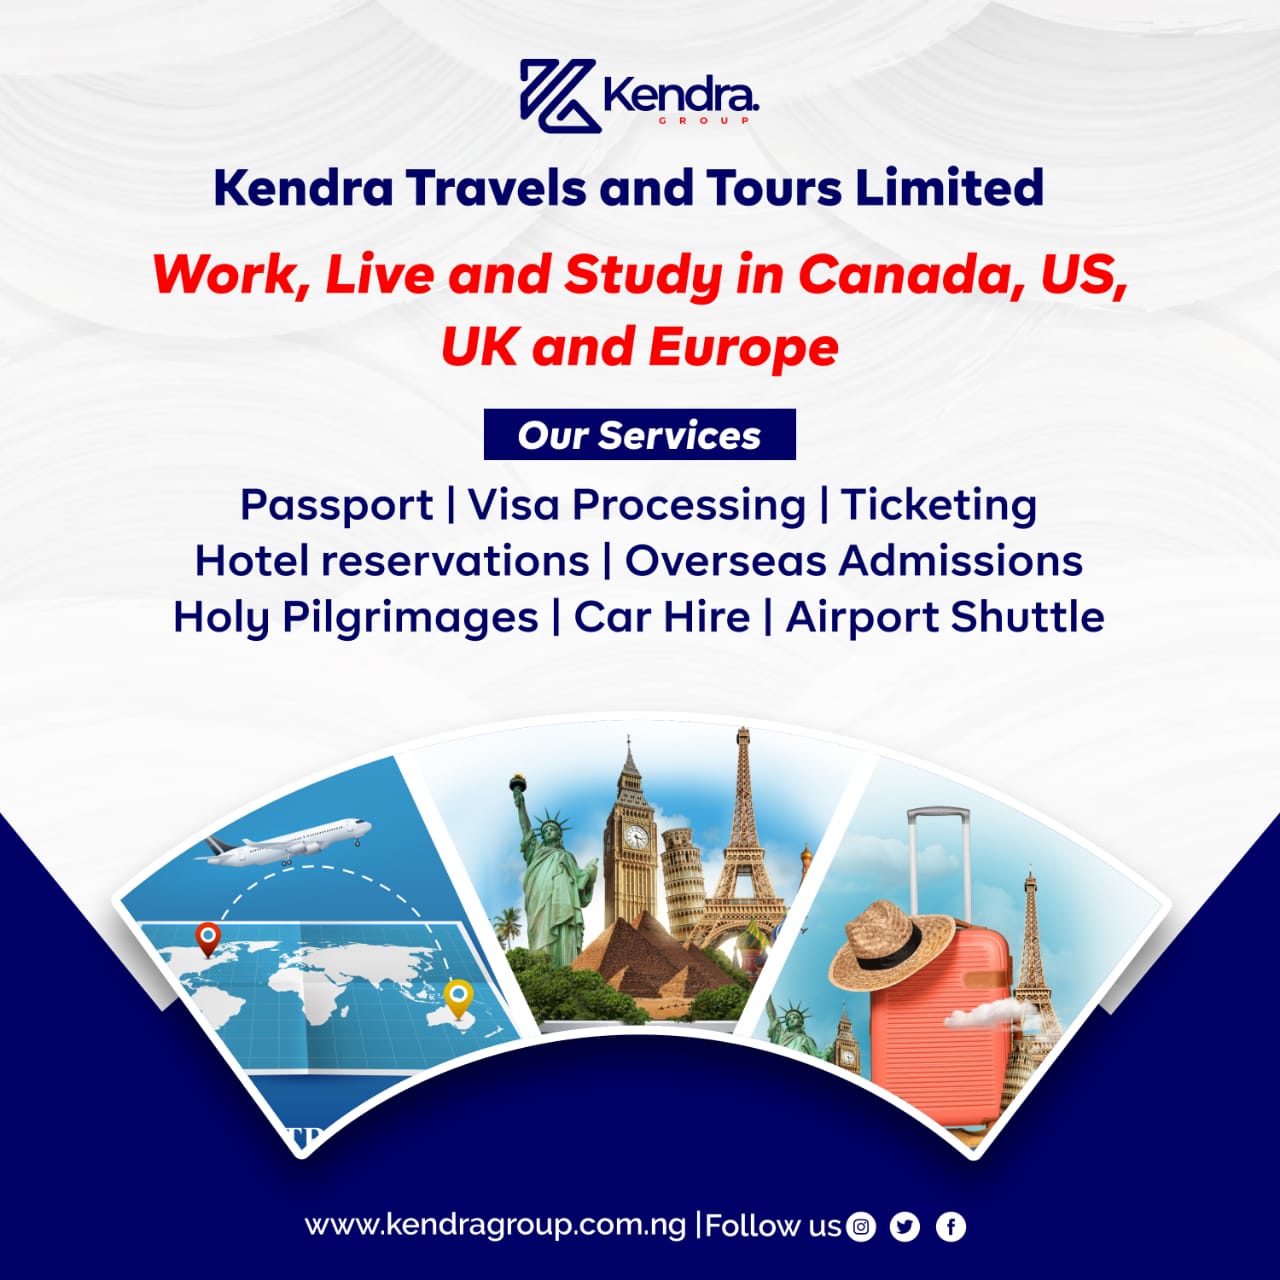 Kendra.
GROUP
Kendra Travels and Tours Limited
Work, Live and Study in Canada, US,
UK and Europe
Our Services
Passport | Visa Processing | Ticketing
Hotel reservations | Overseas Admissions
Holy Pilgrimages | Car Hire | Airport Shuttle
TR
www.kendragroup.com.ng |Follow us